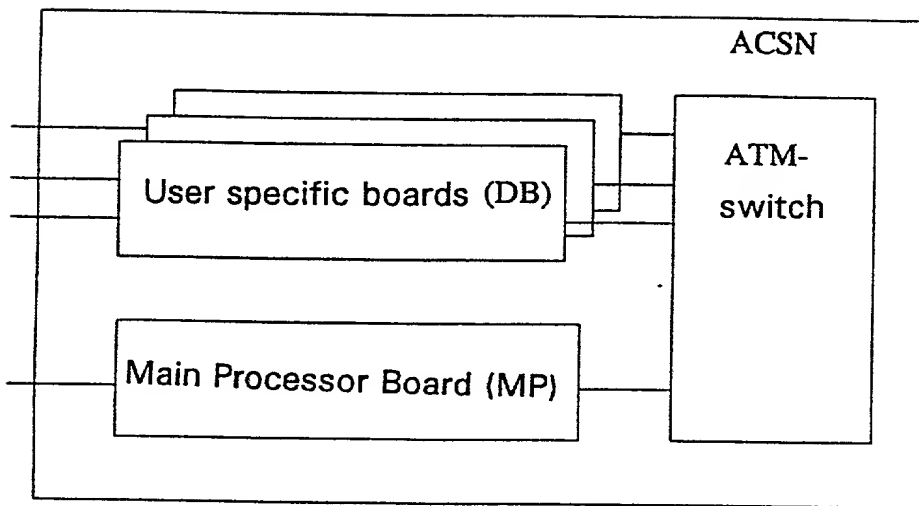 ACSN
User specific boards (DB)
ATM-
switch
Main Processor Board (MP)